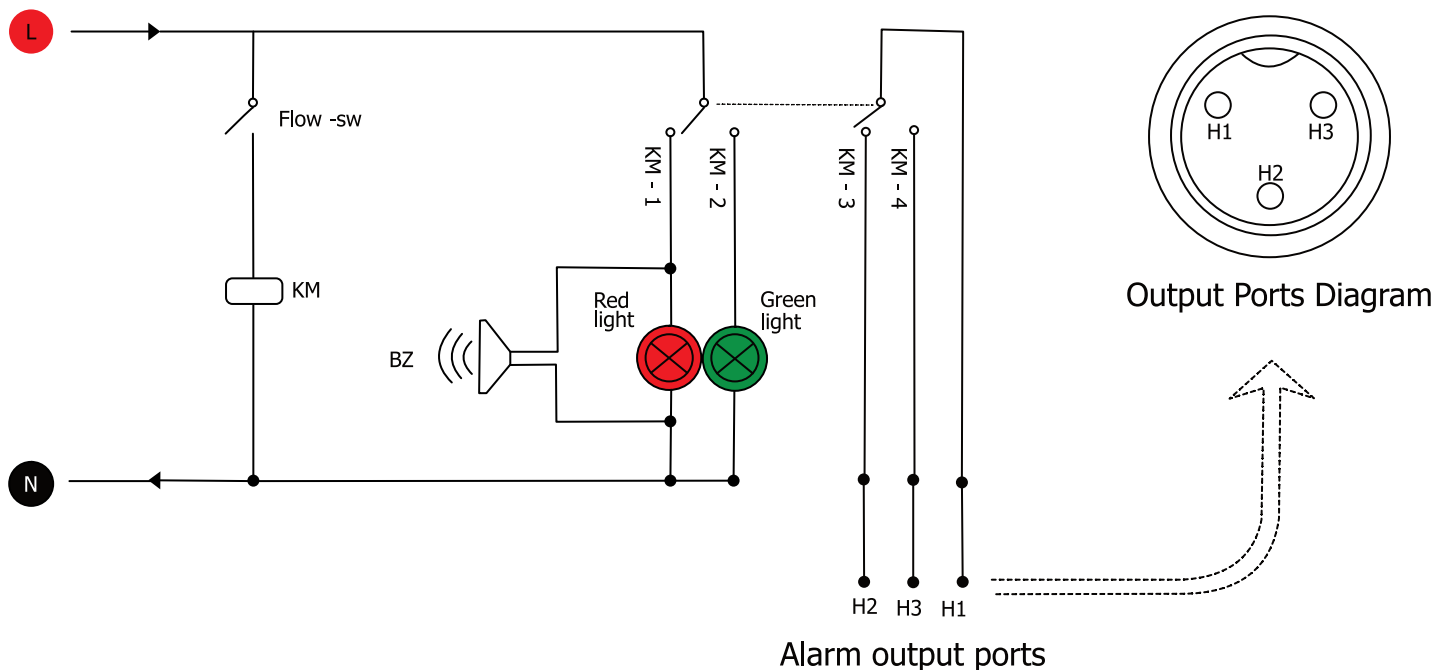 L
Flow -sw
KM - 1
KM - 2
KM - 3
KM - 4
H1
H3
H2
Output Ports Diagram
KM
Red
light
Green
light
BZ
N
H2
H3
H1
Alarm output ports